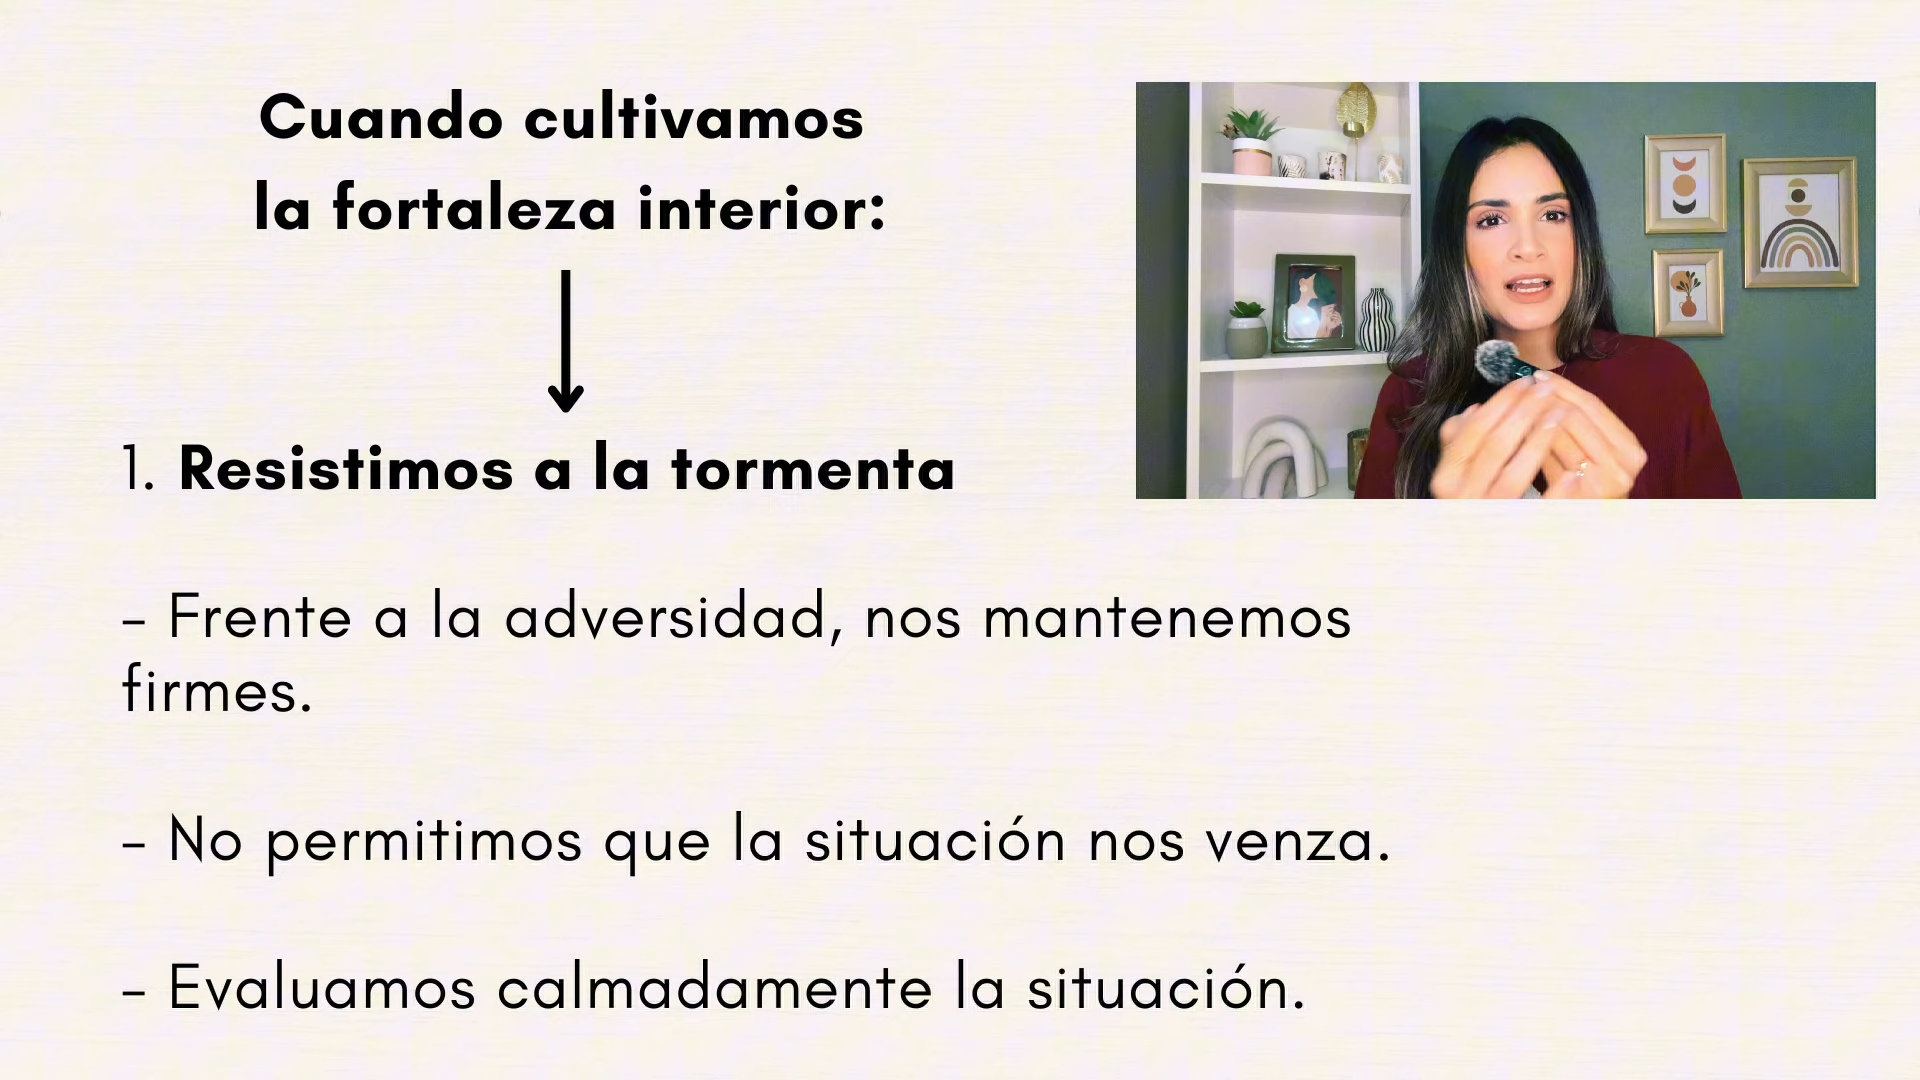 Cuando cultivamos
la fortaleza interior:
1. Resistimos a la tormenta
- Frente a la adversidad, nos mantenemos
firmes.
- No permitimos que la situación nos venza.
- Evaluamos calmadamente la situación.